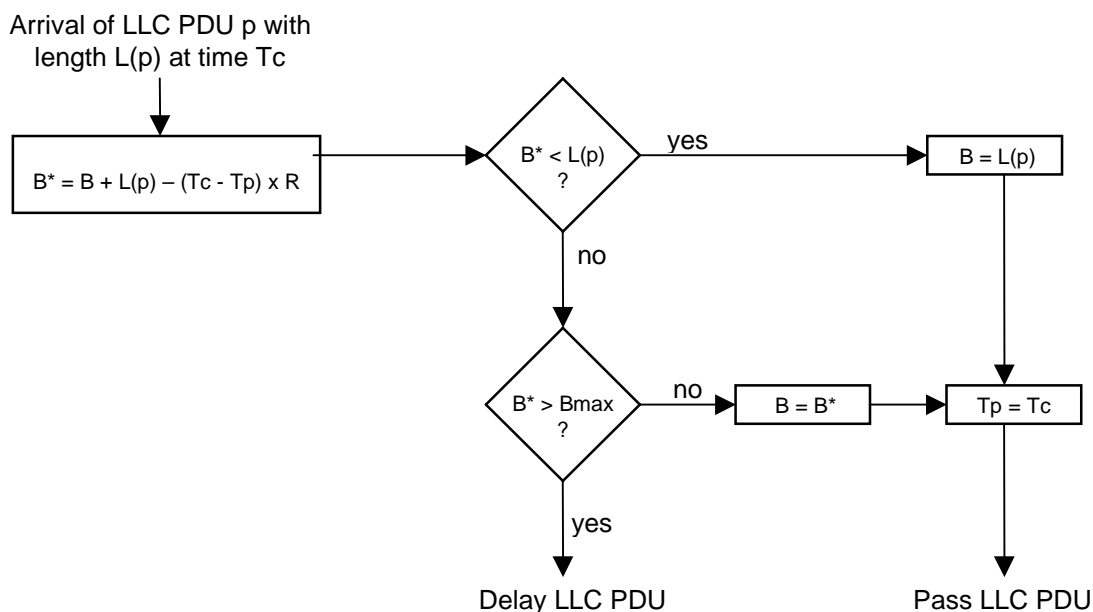 Arrival of LLC PDU p with
length L(p) at time Tc
B* = B + L(p) – (Tc - Tp) x R
B* < L(p)
?
yes
B = L(p)
no
B* > Bmax
?
no
B = B*
Tp = Tc
yes
Delay LLC PDU
Pass LLC PDU